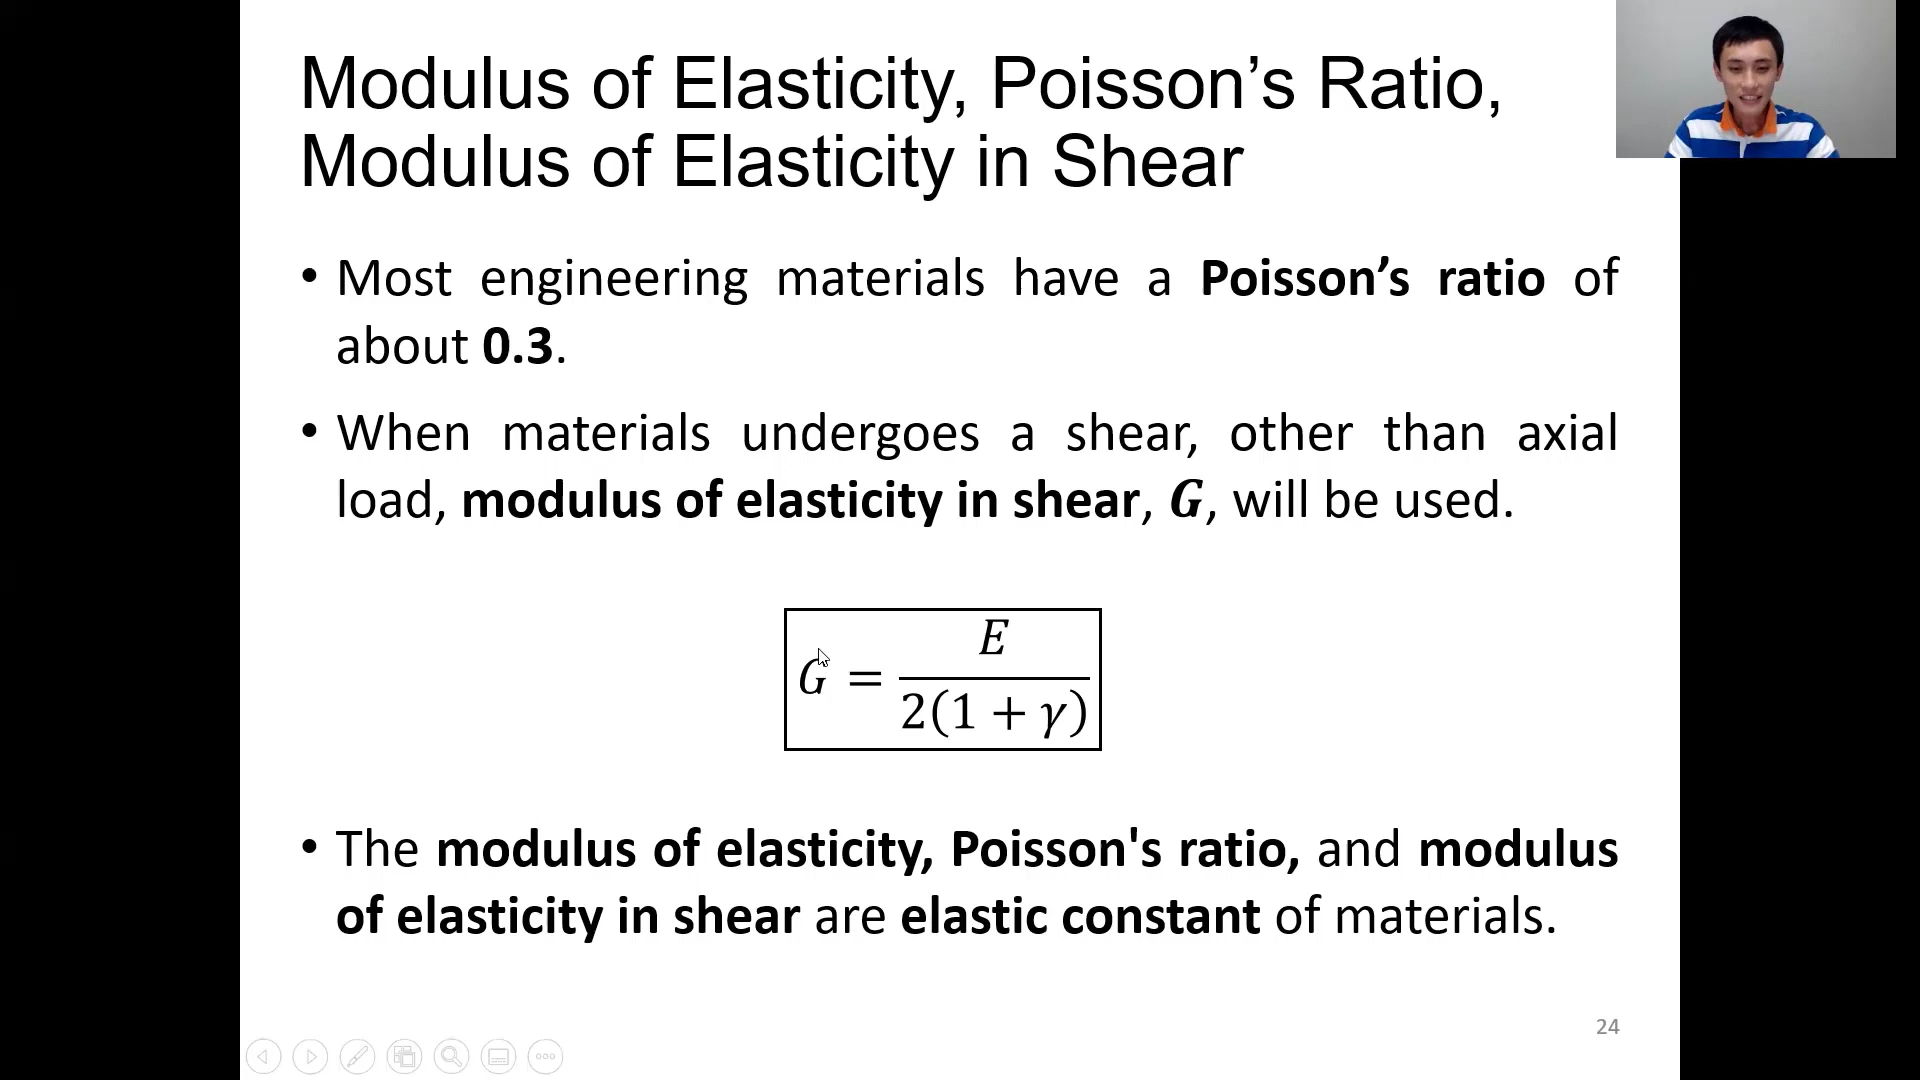 Modulus of Elasticity, Poisson’s Ratio,
Modulus of Elasticity in Shear
• Most engineering materials have a Poisson’s ratio of
about 0.3.
• When materials undergoes a shear, other than axial
load, modulus of elasticity in shear, G, will be used.
G = E / 2(1 + γ)
• The modulus of elasticity, Poisson's ratio, and modulus
of elasticity in shear are elastic constant of materials.
24